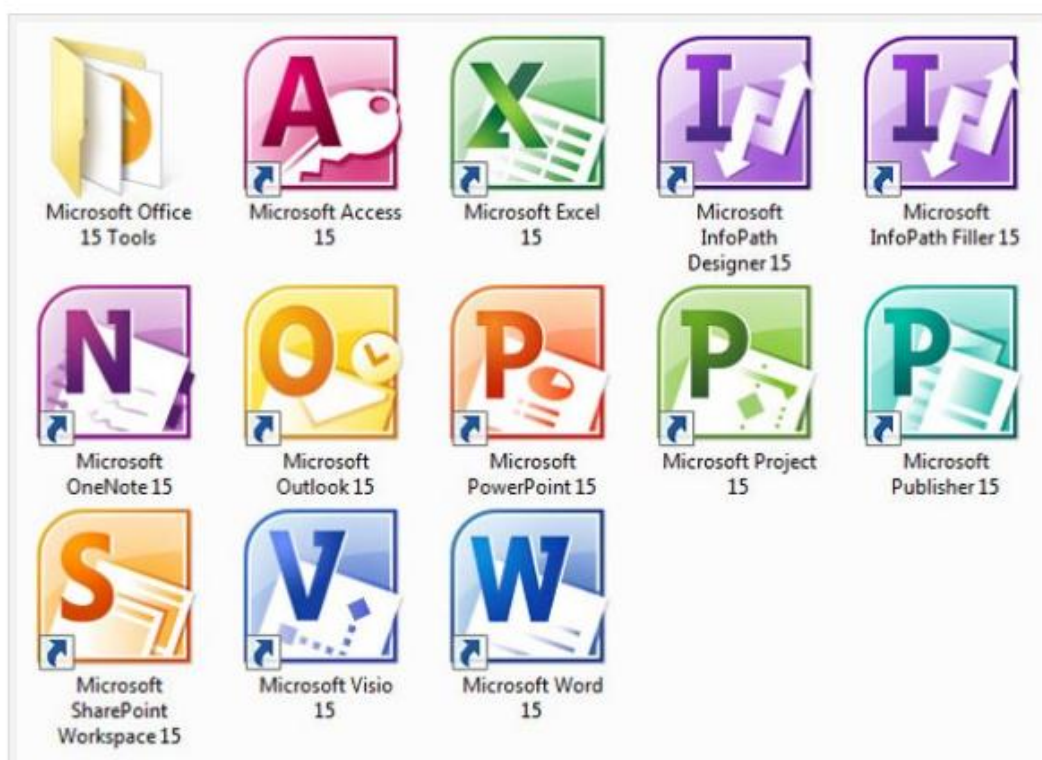 Microsoft Office
15 Tools
A
Microsoft Access
15
X
Microsoft Excel
15
I
Microsoft
InfoPath
Designer 15
I
Microsoft
InfoPath Filler 15
N
Microsoft
OneNote 15
O
Microsoft
Outlook 15
P
Microsoft
PowerPoint 15
P
Microsoft Project
15
P
Microsoft
Publisher 15
S
Microsoft
SharePoint
Workspace 15
V
Microsoft Visio
15
W
Microsoft Word
15